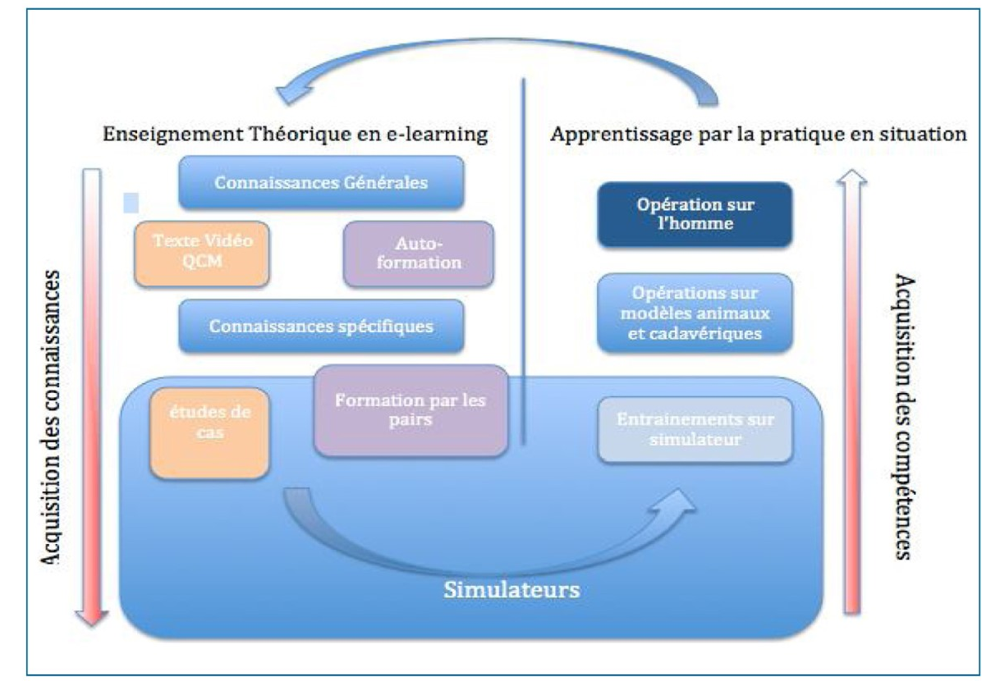 Enseignement Théorique en e-learning
Apprentissage par la pratique en situation
Connaissances Générales
Texte Vidéo
QCM
Auto-
formation
Connaissances spécifiques
études de
cas
Formation par les
pairs
Opération sur
l'homme
Opérations sur
modèles animaux
et cadavériques
Entrainements sur
simulateur
Simulateurs
Acquisition des connaissances
Acquisition des compétences